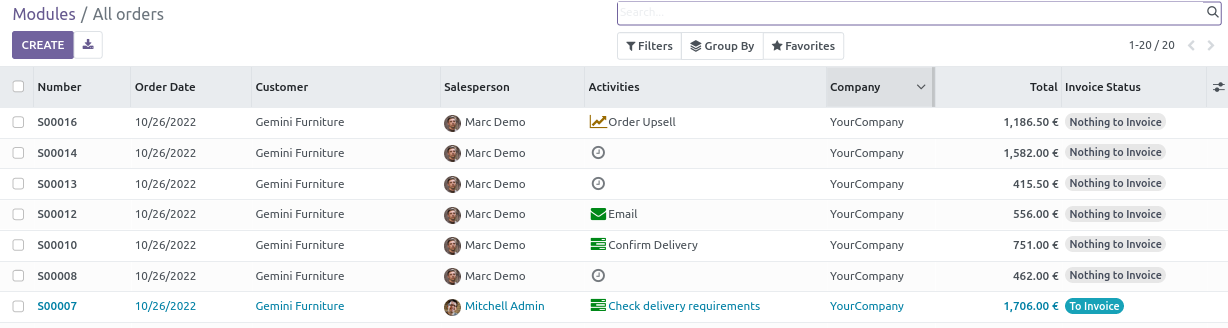 Modules / All orders
Search...
CREATE
Filters Group By Favorites 1-20 / 20
Number Order Date Customer Salesperson Activities Company Total Invoice Status
S00016 10/26/2022 Gemini Furniture Marc Demo Order Upsell YourCompany 1,186.50 € Nothing to Invoice
S00014 10/26/2022 Gemini Furniture Marc Demo YourCompany 1,582.00 € Nothing to Invoice
S00013 10/26/2022 Gemini Furniture Marc Demo YourCompany 415.50 € Nothing to Invoice
S00012 10/26/2022 Gemini Furniture Marc Demo Email YourCompany 556.00 € Nothing to Invoice
S00010 10/26/2022 Gemini Furniture Marc Demo Confirm Delivery YourCompany 751.00 € Nothing to Invoice
S00008 10/26/2022 Gemini Furniture Marc Demo YourCompany 462.00 € Nothing to Invoice
S00007 10/26/2022 Gemini Furniture Mitchell Admin Check delivery requirements YourCompany 1,706.00 € To Invoice